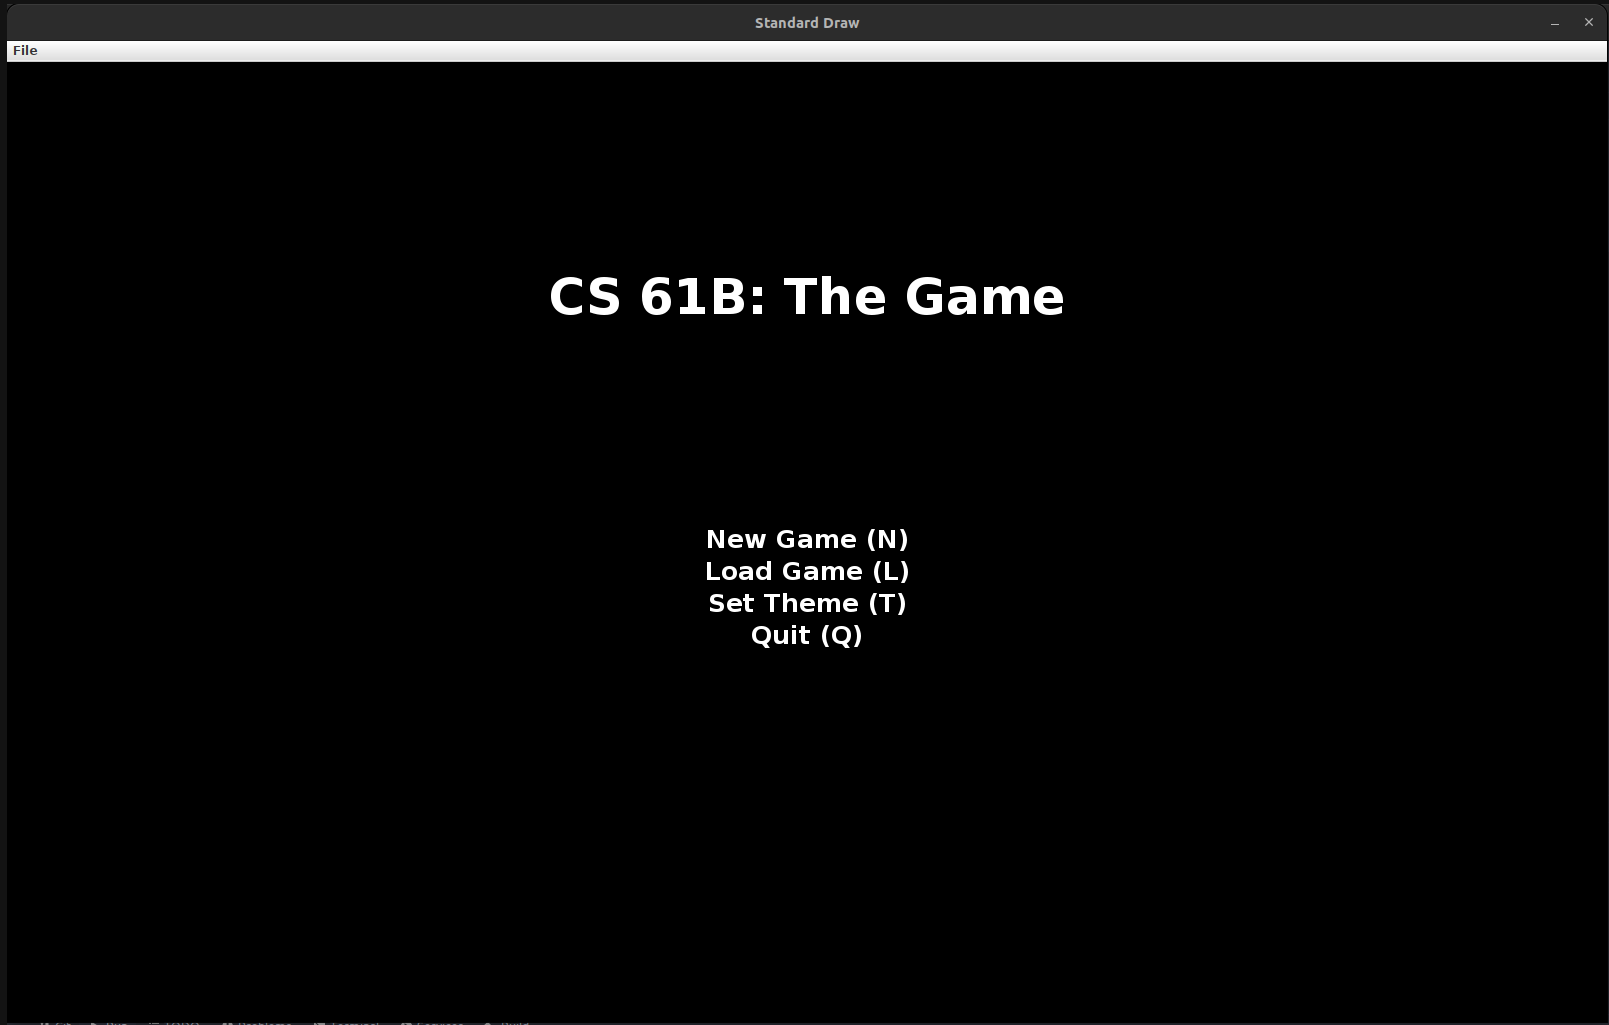 Standard Draw
File
CS 61B: The Game
New Game (N)
Load Game (L)
Set Theme (T)
Quit (Q)